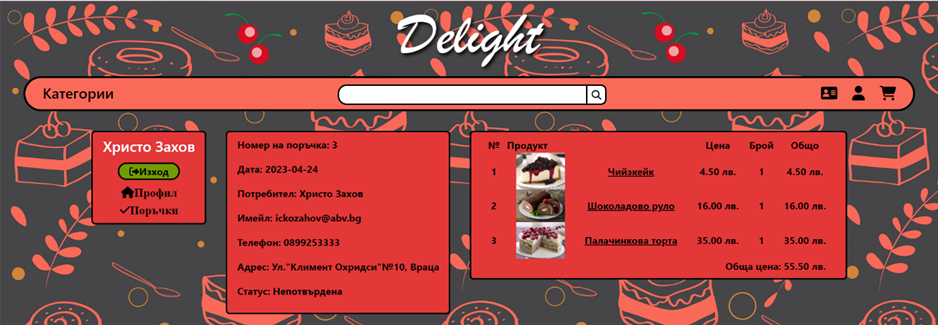 Delight
Категории
Христо Захов
Изход
Профил
Поръчки
Номер на поръчка: 3
Дата: 2023-04-24
Потребител: Христо Захов
Имейл: ickozahov@abv.bg
Телефон: 0899253333
Адрес: Ул."Климент Охридси"№10, Враца
Статус: Непотвърдена
№ Продукт Цена Брой Общо
1 Чийзкейк 4.50 лв. 1 4.50 лв.
2 Шоколадово руло 16.00 лв. 1 16.00 лв.
3 Палачинкова торта 35.00 лв. 1 35.00 лв.
Обща цена: 55.50 лв.